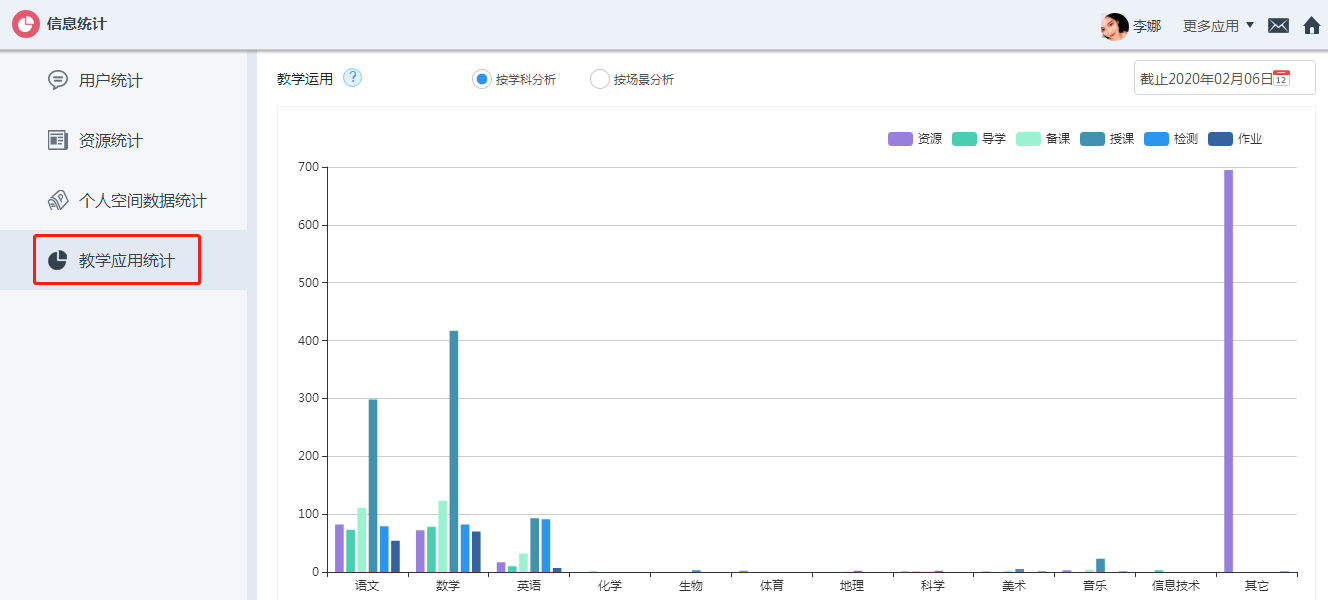 信息统计
李娜 更多应用
用户统计
资源统计
个人空间数据统计
教学应用统计
教学运用 ? 按学科分析 按场景分析 截止2020年02月06日 12
资源 导学 备课 授课 检测 作业
700
600
500
400
300
200
100
0
语文 数学 英语 化学 生物 体育 地理 科学 美术 音乐 信息技术 其它